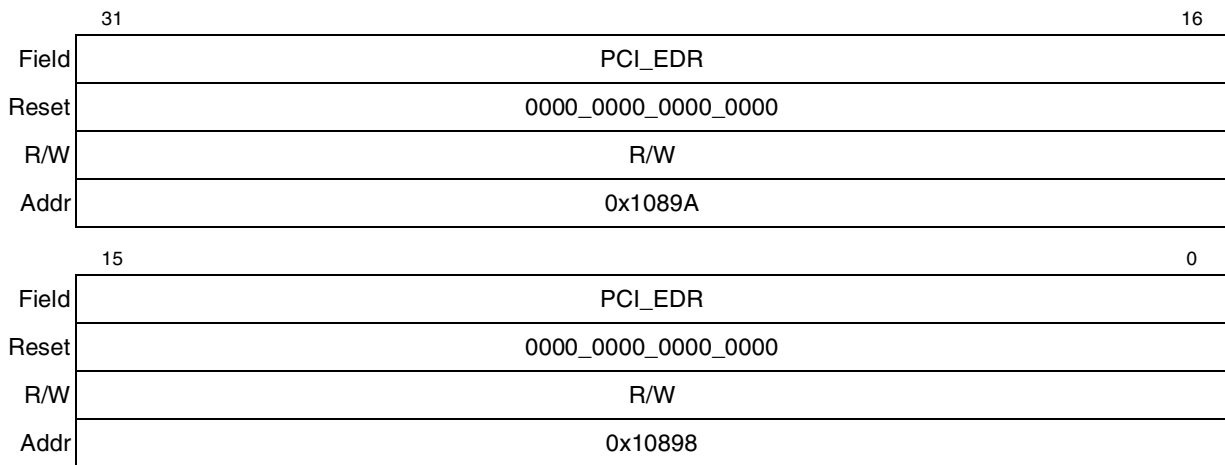 31 16
Field PCI_EDR
Reset 0000_0000_0000_0000
R/W R/W
Addr 0x1089A
15 0
Field PCI_EDR
Reset 0000_0000_0000_0000
R/W R/W
Addr 0x10898